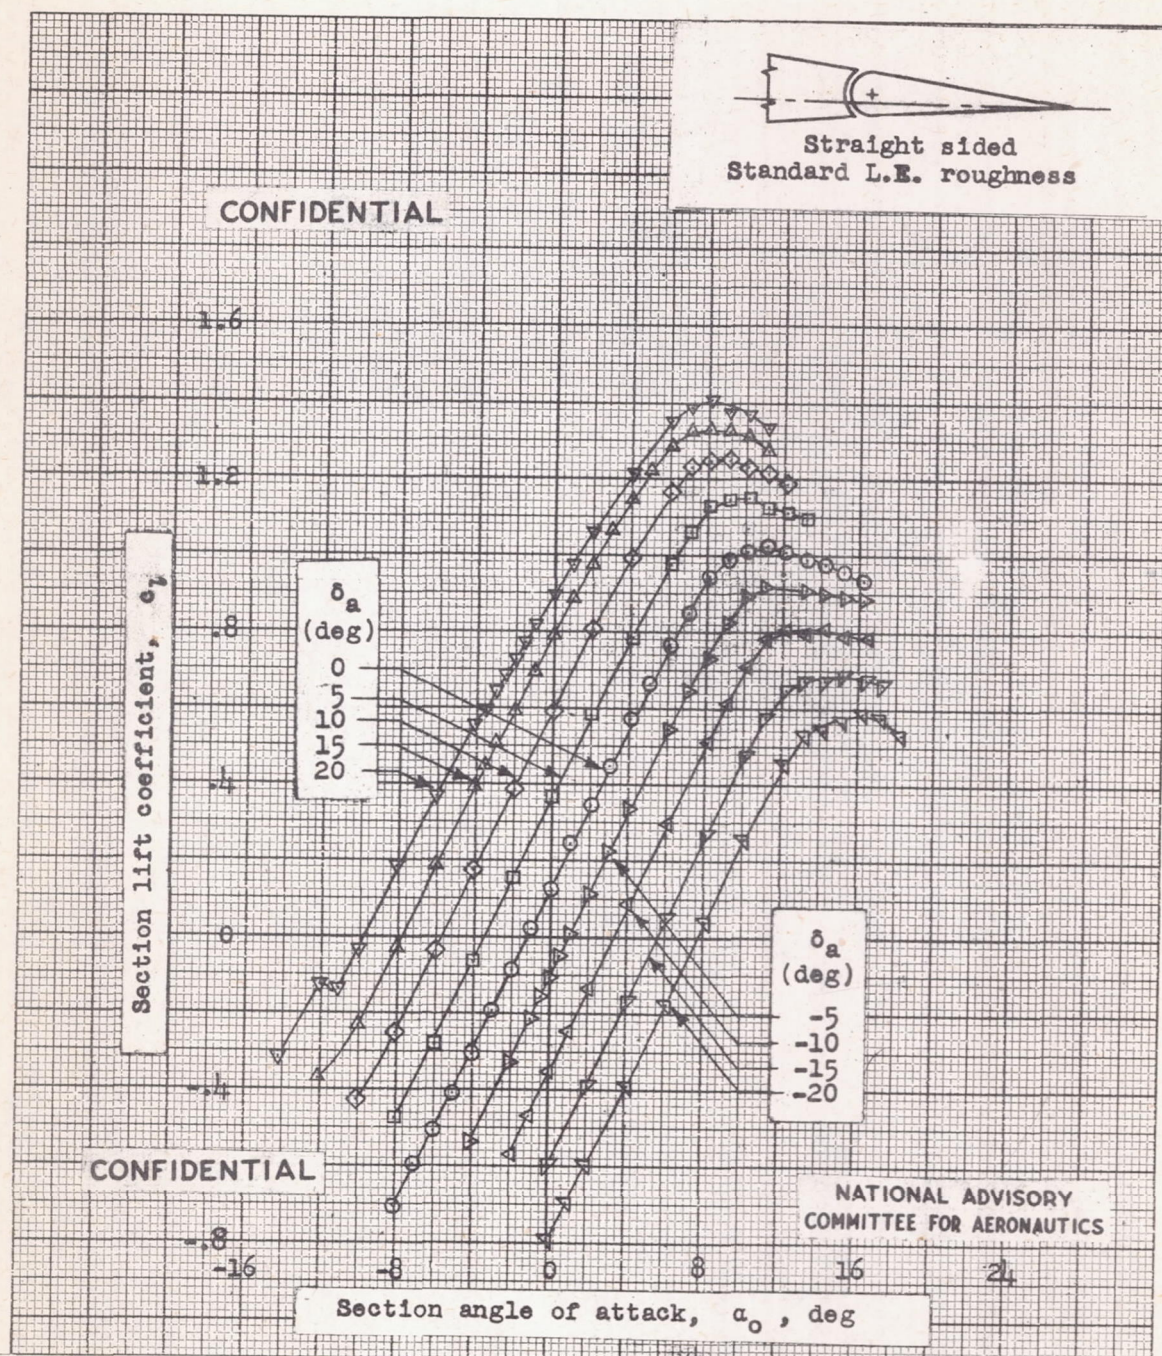 Straight sided
Standard L.E. roughness
CONFIDENTIAL
1.6
1.2
.8
.4
0
-.4
-.8
Section lift coefficient, cl
δa
(deg)
0
5
10
15
20
δa
(deg)
-5
-10
-15
-20
CONFIDENTIAL
NATIONAL ADVISORY
COMMITTEE FOR AERONAUTICS
-16 -8 0 8 16 24
Section angle of attack, αo , deg